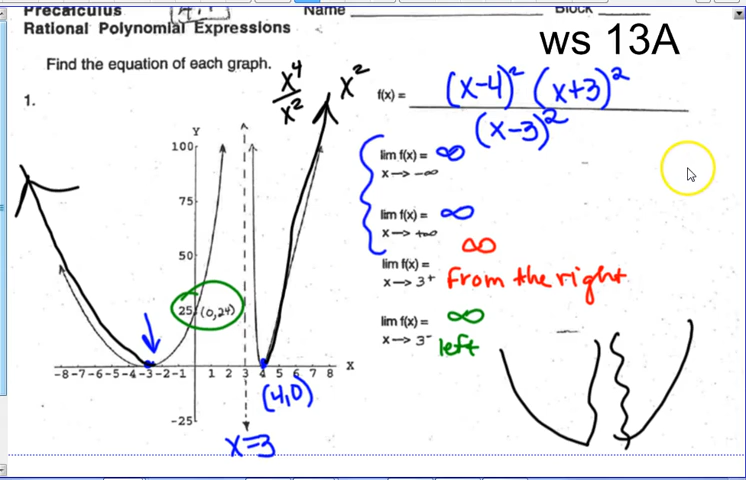 Precalculus
Name
Block
Rational Polynomial Expressions
ws 13A
Find the equation of each graph.
x⁴
x²
x²
f(x) =
(x-4)² (x+3)²
(x-3)²
1.
Y
100
75
50
25
-25
(0,24)
-8 -7 -6 -5 -4 -3 -2 -1 1 2 3 4 5 6 7 8 X
(4,0)
x=3
lim f(x) = ∞
x—> -∞
lim f(x) = ∞
x—> +∞
∞
lim f(x) =
x—> 3⁺ From the right
lim f(x) = ∞
x—> 3⁻ left